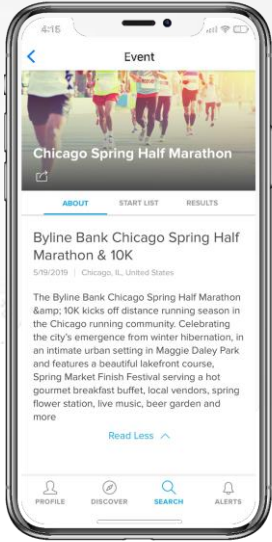 4:15
Event
Chicago Spring Half Marathon
ABOUT START LIST RESULTS
Byline Bank Chicago Spring Half
Marathon & 10K
5/19/2019 | Chicago, IL, United States
The Byline Bank Chicago Spring Half Marathon
&amp; 10K kicks off distance running season in
the Chicago running community. Celebrating
the city's emergence from winter hibernation, in
an intimate urban setting in Maggie Daley Park
and features a beautiful lakefront course,
Spring Market Finish Festival serving a hot
gourmet breakfast buffet, local vendors, spring
flower station, live music, beer garden and
more
Read Less
PROFILE DISCOVER SEARCH ALERTS